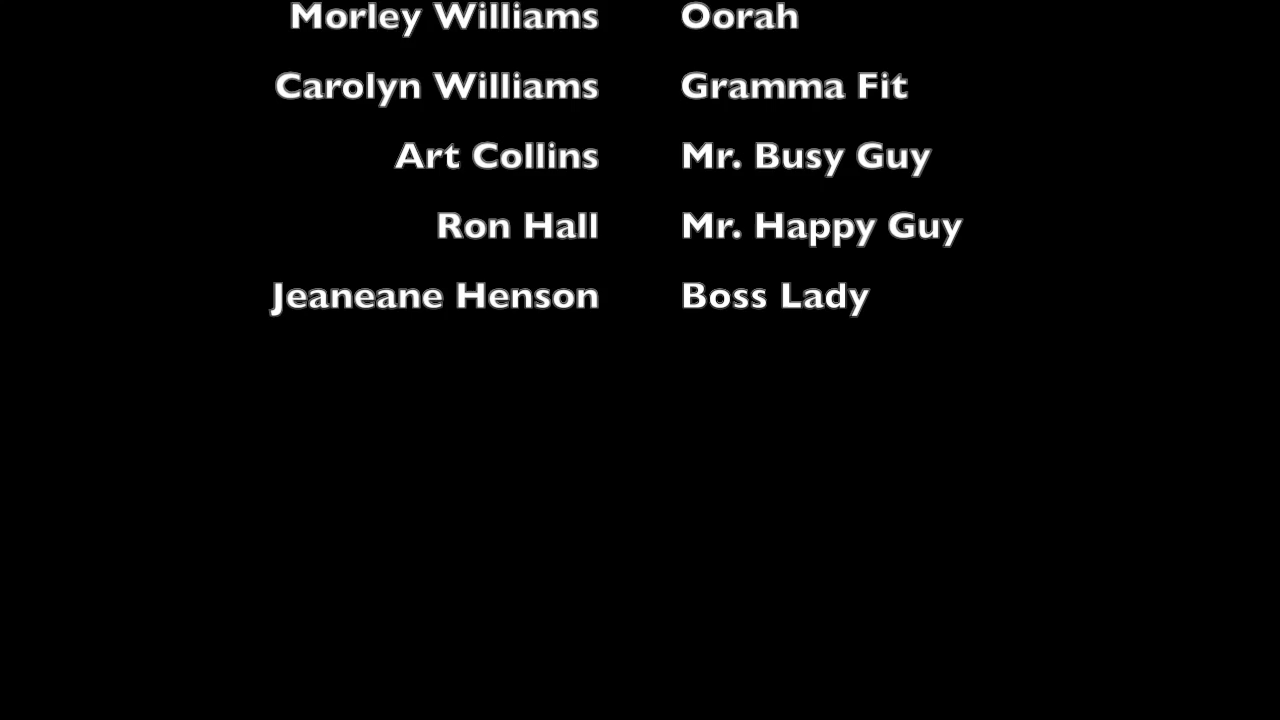 Morley Williams Oorah
Carolyn Williams Gramma Fit
Art Collins Mr. Busy Guy
Ron Hall Mr. Happy Guy
Jeaneane Henson Boss Lady